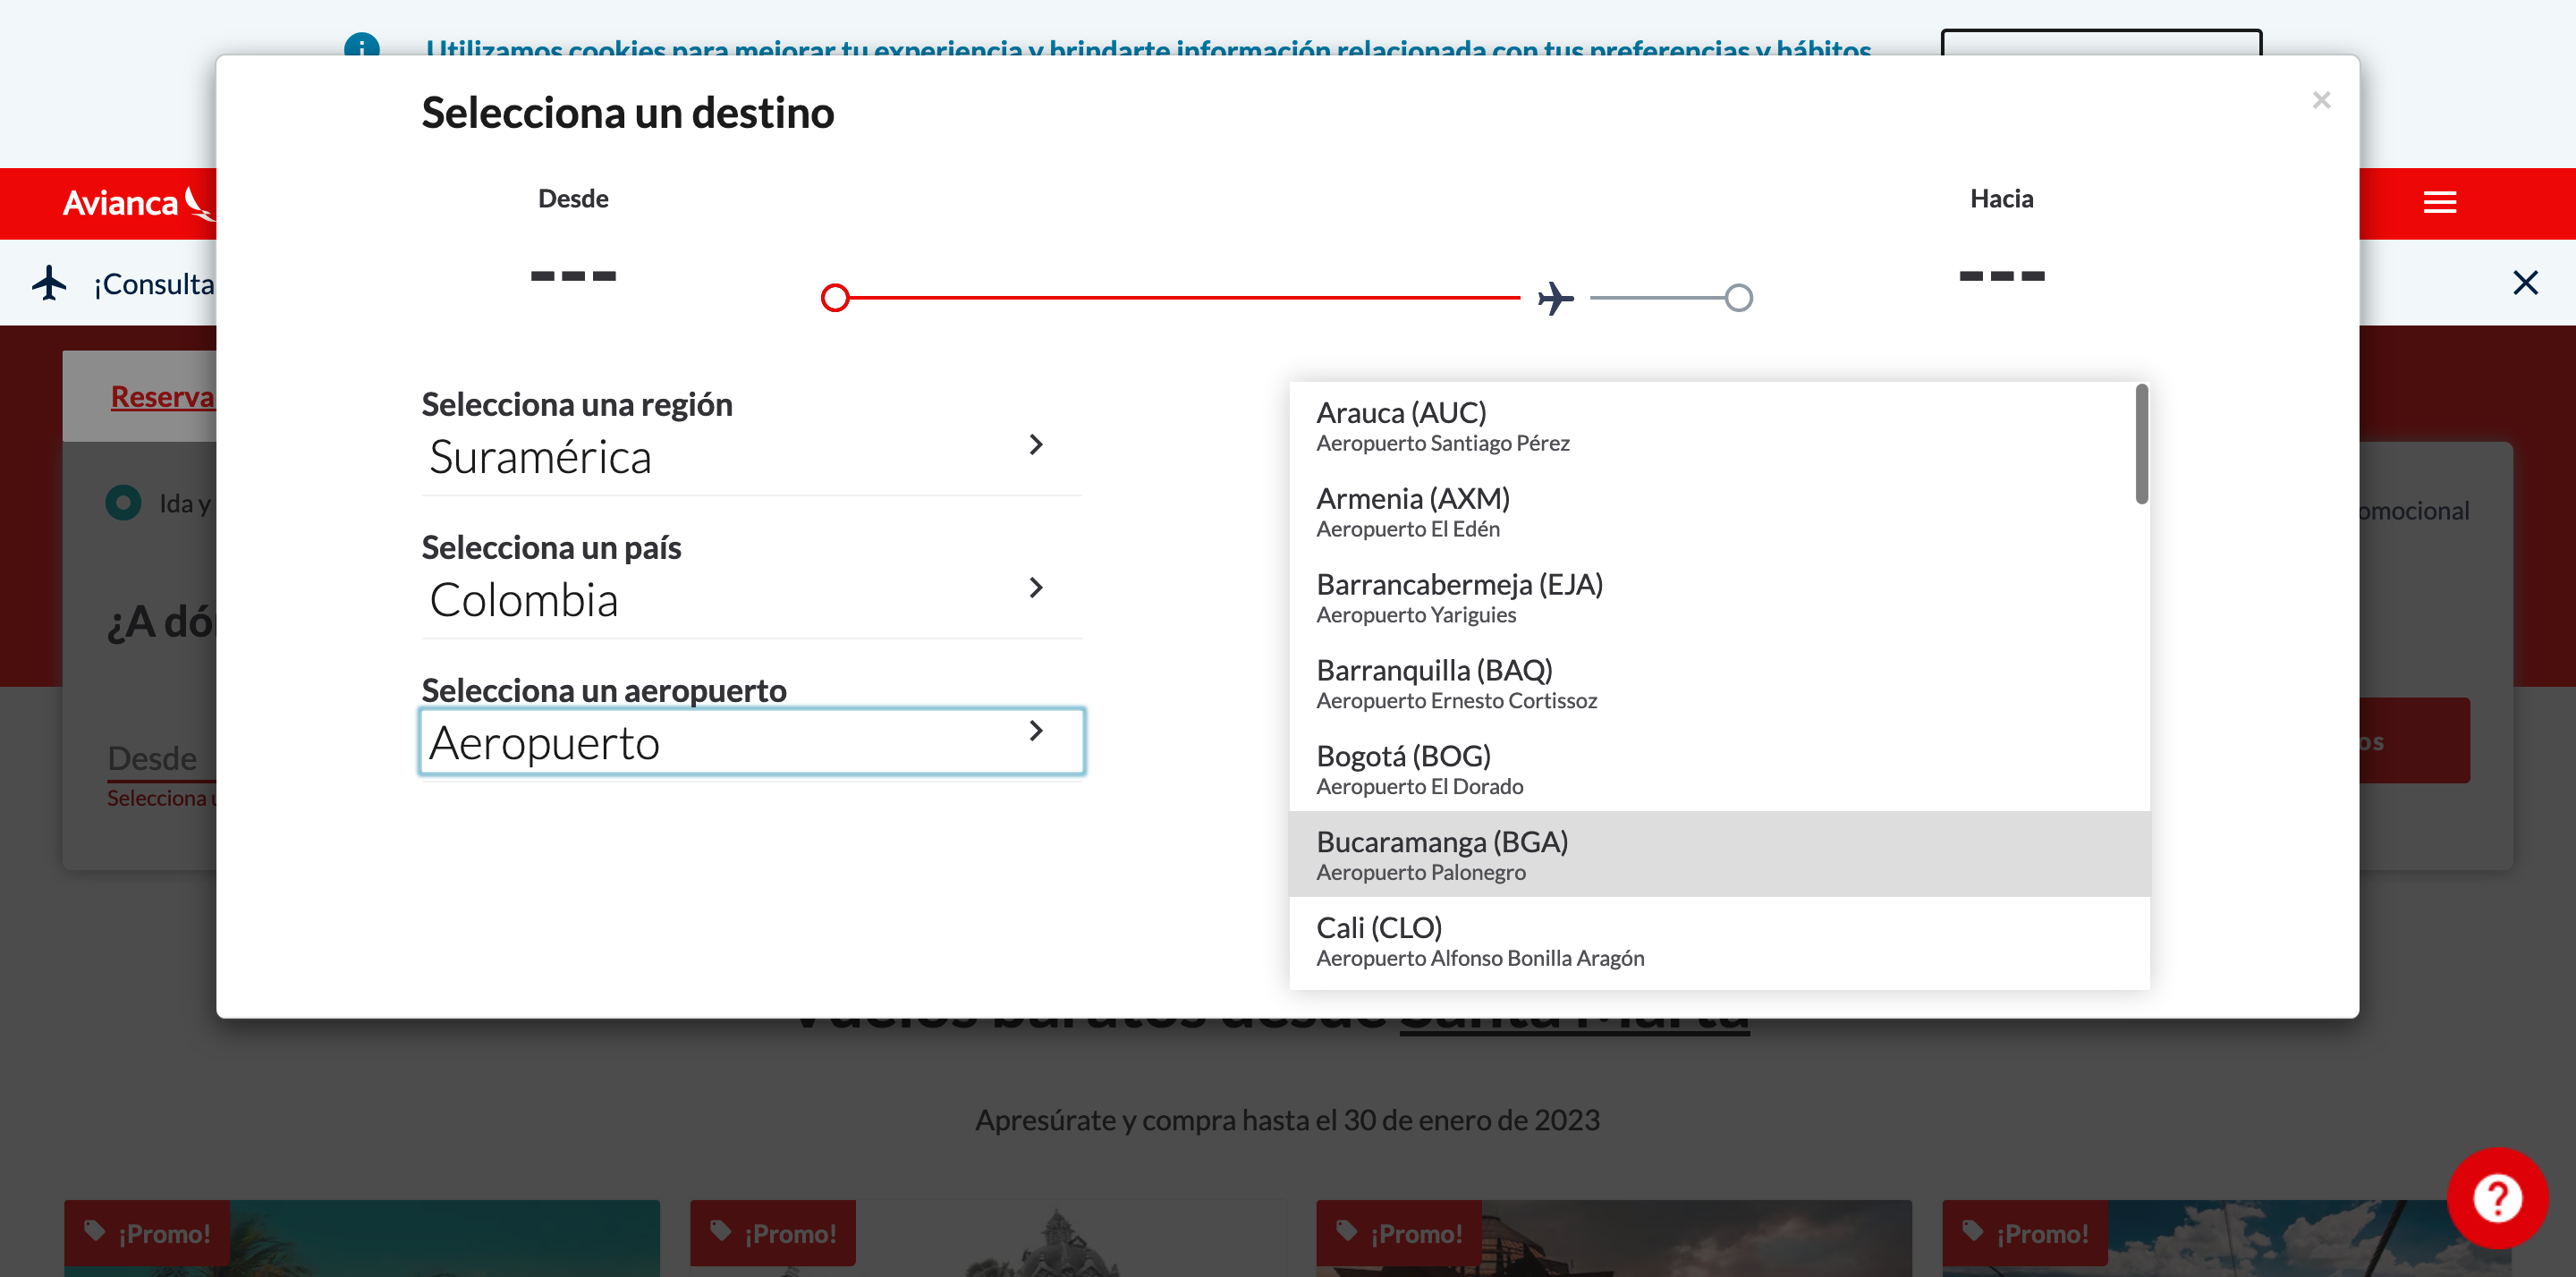 Utilizamos cookies para mejorar tu experiencia y brindarte información relacionada con tus preferencias y hábitos
Selecciona un destino
×
Desde
Hacia
---
---
Avianca
¡Consulta
Reserva
Selecciona una región
Suramérica
Selecciona un país
Colombia
Selecciona un aeropuerto
Aeropuerto
Arauca (AUC)
Aeropuerto Santiago Pérez
Armenia (AXM)
Aeropuerto El Edén
Barrancabermeja (EJA)
Aeropuerto Yariguies
Barranquilla (BAQ)
Aeropuerto Ernesto Cortissoz
Bogotá (BOG)
Aeropuerto El Dorado
Bucaramanga (BGA)
Aeropuerto Palonegro
Cali (CLO)
Aeropuerto Alfonso Bonilla Aragón
Ida y
omocional
¿A dó
Desde
Selecciona
os
Vuelos baratos desde Santa Marta
Apresúrate y compra hasta el 30 de enero de 2023
¡Promo!
¡Promo!
¡Promo!
¡Promo!
?